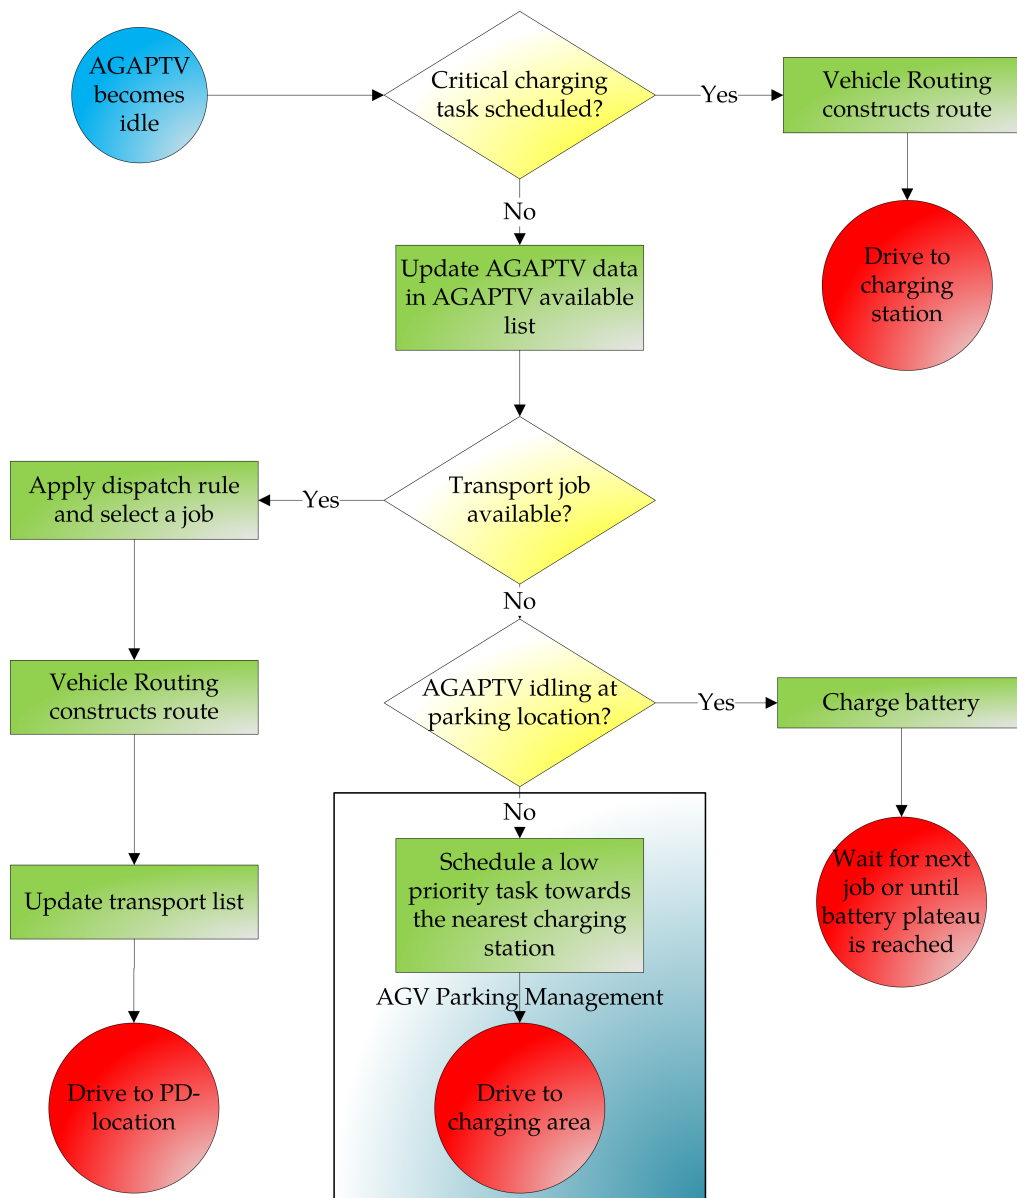 AGAPTV
becomes
idle
Critical charging
task scheduled?
Yes
Vehicle Routing
constructs route
No
Drive to
charging
station
Update AGAPTV data
in AGAPTV available
list
Apply dispatch rule
and select a job
Yes
Transport job
available?
No
Vehicle Routing
constructs route
AGAPTV idling at
parking location?
Yes
Charge battery
No
Schedule a low
priority task towards
the nearest charging
station
Wait for next
job or until
battery plateau
is reached
Update transport list
AGV Parking Management
Drive to PD-
location
Drive to
charging area